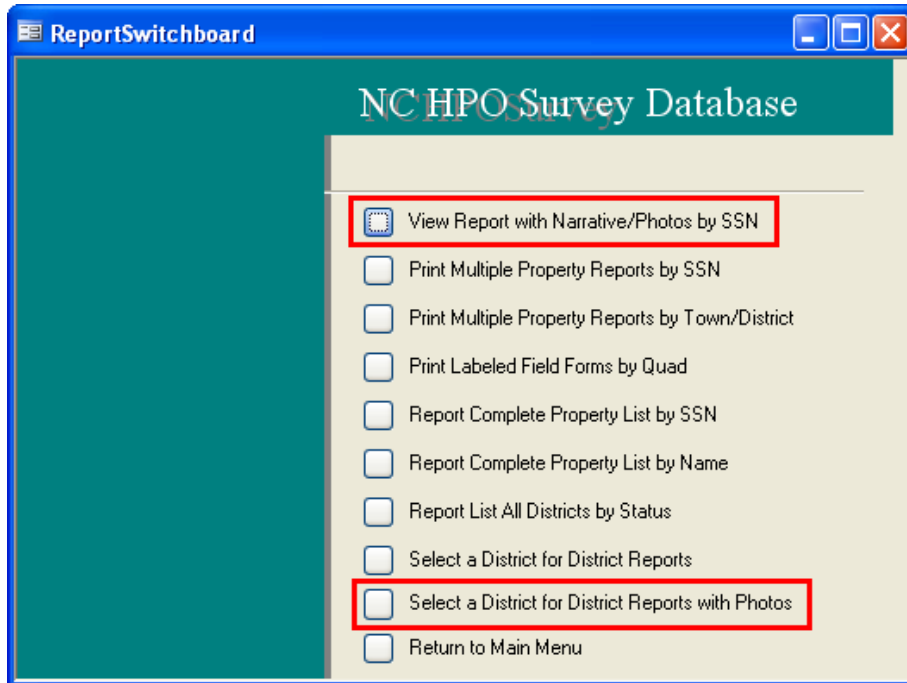 ReportSwitchboard
NC HPO Survey Database
View Report with Narrative/Photos by SSN
Print Multiple Property Reports by SSN
Print Multiple Property Reports by Town/District
Print Labeled Field Forms by Quad
Report Complete Property List by SSN
Report Complete Property List by Name
Report List All Districts by Status
Select a District for District Reports
Select a District for District Reports with Photos
Return to Main Menu